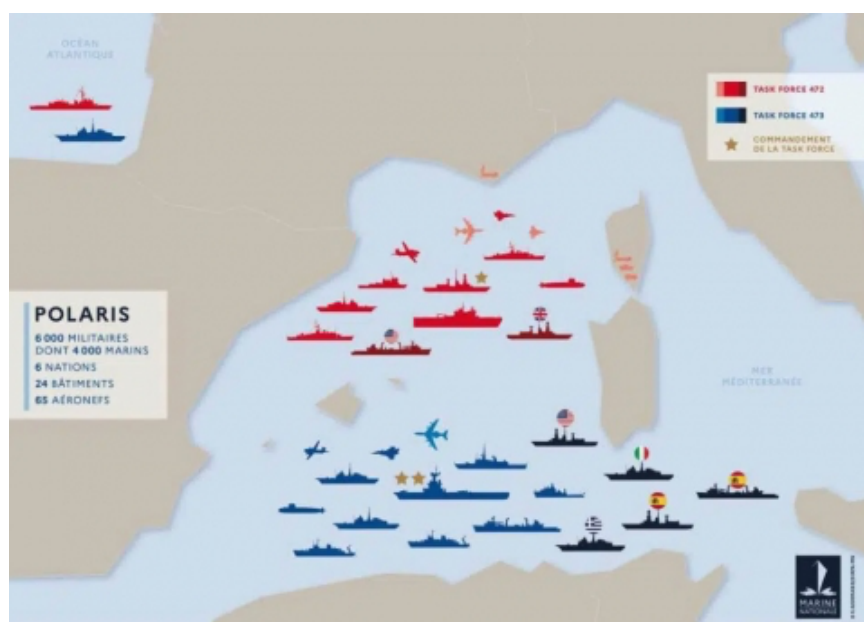 OCÉAN
ATLANTIQUE
TASK FORCE 472
TASK FORCE 473
COMMANDEMENT
DE LA TASK FORCE
POLARIS
6 000 MILITAIRES
DONT 4 000 MARINS
6 NATIONS
24 BÂTIMENTS
65 AÉRONEFS
MER
MÉDITERRANÉE
MARINE
NATIONALE